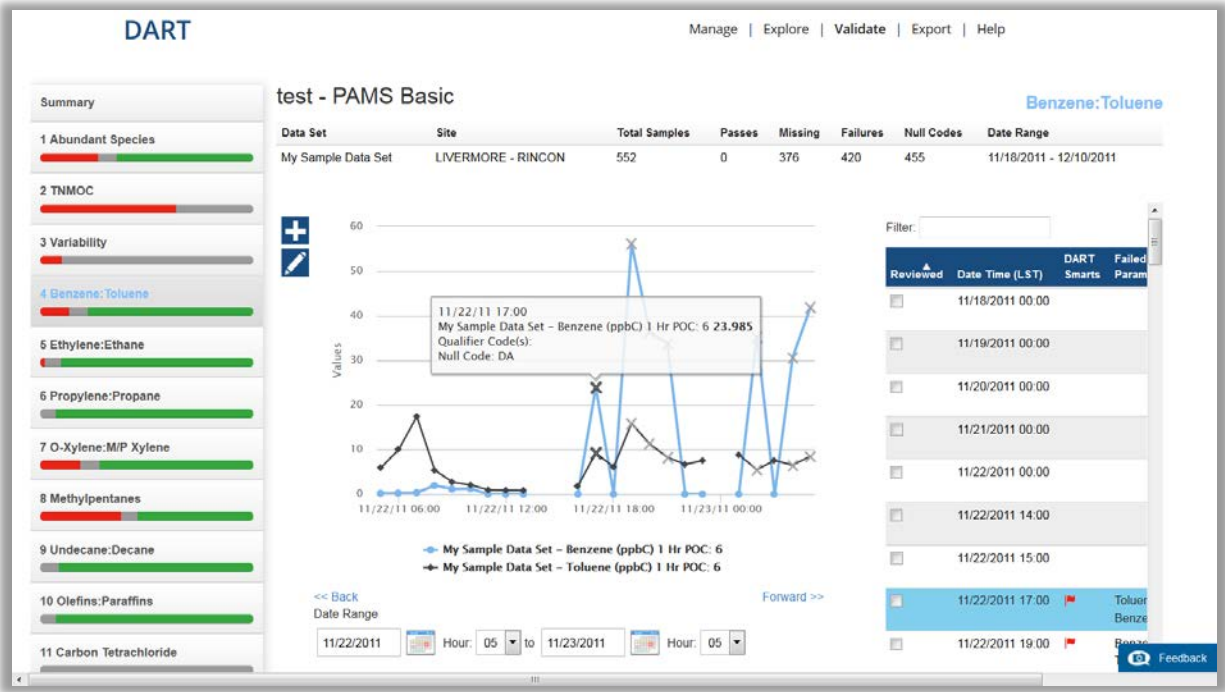 DART
Manage | Explore | Validate | Export | Help
Summary
1 Abundant Species
2 TNMOC
3 Variability
4 Benzene:Toluene
5 Ethylene:Ethane
6 Propylene:Propane
7 O-Xylene:M/P Xylene
8 Methylpentanes
9 Undecane:Decane
10 Olefins:Paraffins
11 Carbon Tetrachloride
test - PAMS Basic
Benzene:Toluene
Data Set Site Total Samples Passes Missing Failures Null Codes Date Range
My Sample Data Set LIVERMORE - RINCON 552 0 376 420 455 11/18/2011 - 12/10/2011
60
50
40
30
20
10
0
Values
11/22/11 17:00
My Sample Data Set - Benzene (ppbC) 1 Hr POC: 6 23.985
Qualifier Code(s):
Null Code: DA
11/22/11 06:00 11/22/11 12:00 11/22/11 18:00 11/23/11 00:00
My Sample Data Set - Benzene (ppbC) 1 Hr POC: 6
My Sample Data Set - Toluene (ppbC) 1 Hr POC: 6
<< Back Forward >>
Date Range
11/22/2011 Hour: 05 to 11/23/2011 Hour: 05
Filter:
Reviewed Date Time (LST) DART Smarts Failed Param
11/18/2011 00:00
11/19/2011 00:00
11/20/2011 00:00
11/21/2011 00:00
11/22/2011 00:00
11/22/2011 14:00
11/22/2011 15:00
11/22/2011 17:00 Toluer
Benze
11/22/2011 19:00
Feedback